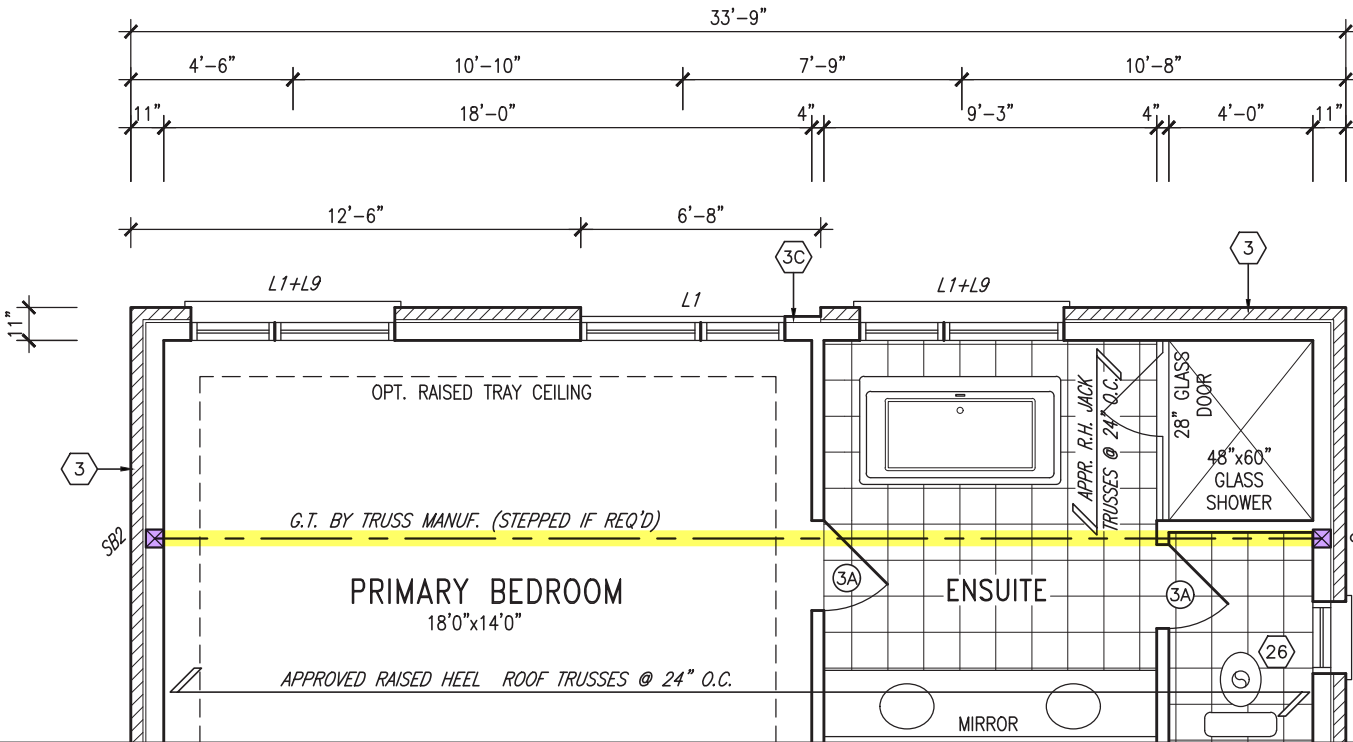 33'-9"
4'-6"
10'-10"
7'-9"
10'-8"
11"
18'-0"
4"
9'-3"
4"
4'-0"
11"
12'-6"
6'-8"
3C
3
L1+L9
L1
L1+L9
11"
OPT. RAISED TRAY CEILING
APPR. R.H. JACK
TRUSSES @ 24" O.C.
28" GLASS
DOOR
3
48"x60"
GLASS
SHOWER
SB2
G.T. BY TRUSS MANUF. (STEPPED IF REQ'D)
PRIMARY BEDROOM
18'0"x14'0"
3A
ENSUITE
3A
26
APPROVED RAISED HEEL ROOF TRUSSES @ 24" O.C.
MIRROR